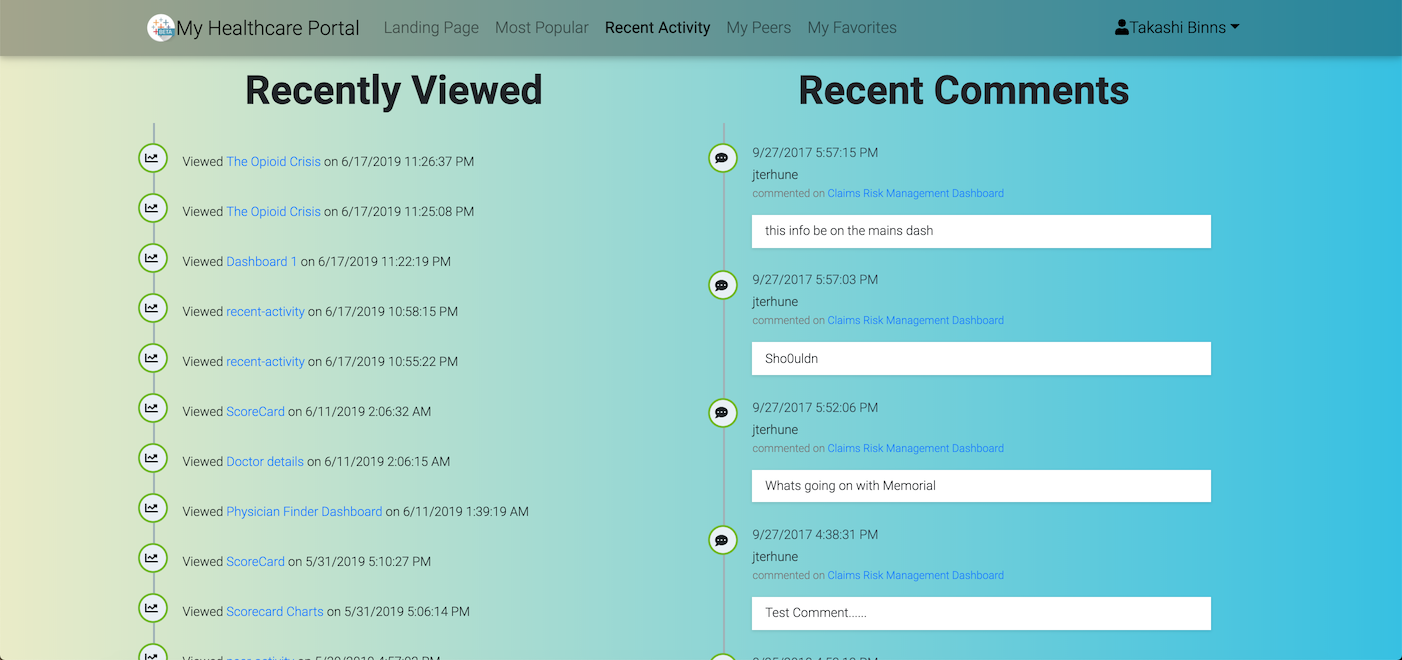 BETA
My Healthcare Portal
Landing Page
Most Popular
Recent Activity
My Peers
My Favorites
Takashi Binns
Recently Viewed
Viewed The Opioid Crisis on 6/17/2019 11:26:37 PM
Viewed The Opioid Crisis on 6/17/2019 11:25:08 PM
Viewed Dashboard 1 on 6/17/2019 11:22:19 PM
Viewed recent-activity on 6/17/2019 10:58:15 PM
Viewed recent-activity on 6/17/2019 10:55:22 PM
Viewed ScoreCard on 6/11/2019 2:06:32 AM
Viewed Doctor details on 6/11/2019 2:06:15 AM
Viewed Physician Finder Dashboard on 6/11/2019 1:39:19 AM
Viewed ScoreCard on 5/31/2019 5:10:27 PM
Viewed Scorecard Charts on 5/31/2019 5:06:14 PM
Recent Comments
9/27/2017 5:57:15 PM
jterhune
commented on Claims Risk Management Dashboard
this info be on the mains dash
9/27/2017 5:57:03 PM
jterhune
commented on Claims Risk Management Dashboard
Sho0uldn
9/27/2017 5:52:06 PM
jterhune
commented on Claims Risk Management Dashboard
Whats going on with Memorial
9/27/2017 4:38:31 PM
jterhune
commented on Claims Risk Management Dashboard
Test Comment......